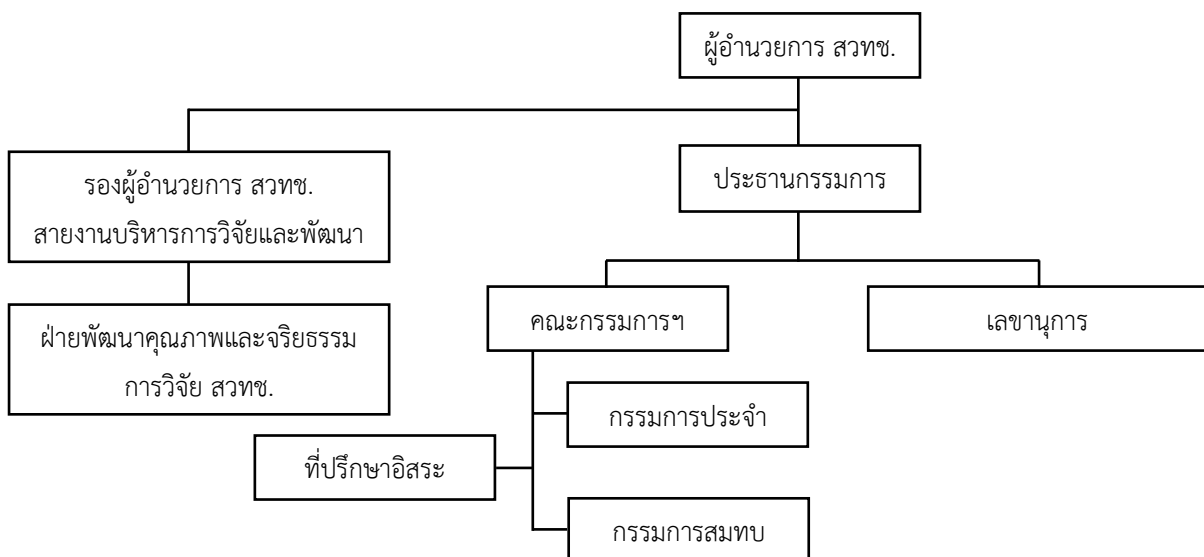 ผู้อำนวยการ สวทช.
รองผู้อำนวยการ สวทช.
สายงานบริหารการวิจัยและพัฒนา
ประธานกรรมการ
ฝ่ายพัฒนาคุณภาพและจริยธรรม
การวิจัย สวทช.
คณะกรรมการฯ
เลขานุการ
กรรมการประจำ
ที่ปรึกษาอิสระ
กรรมการสมทบ